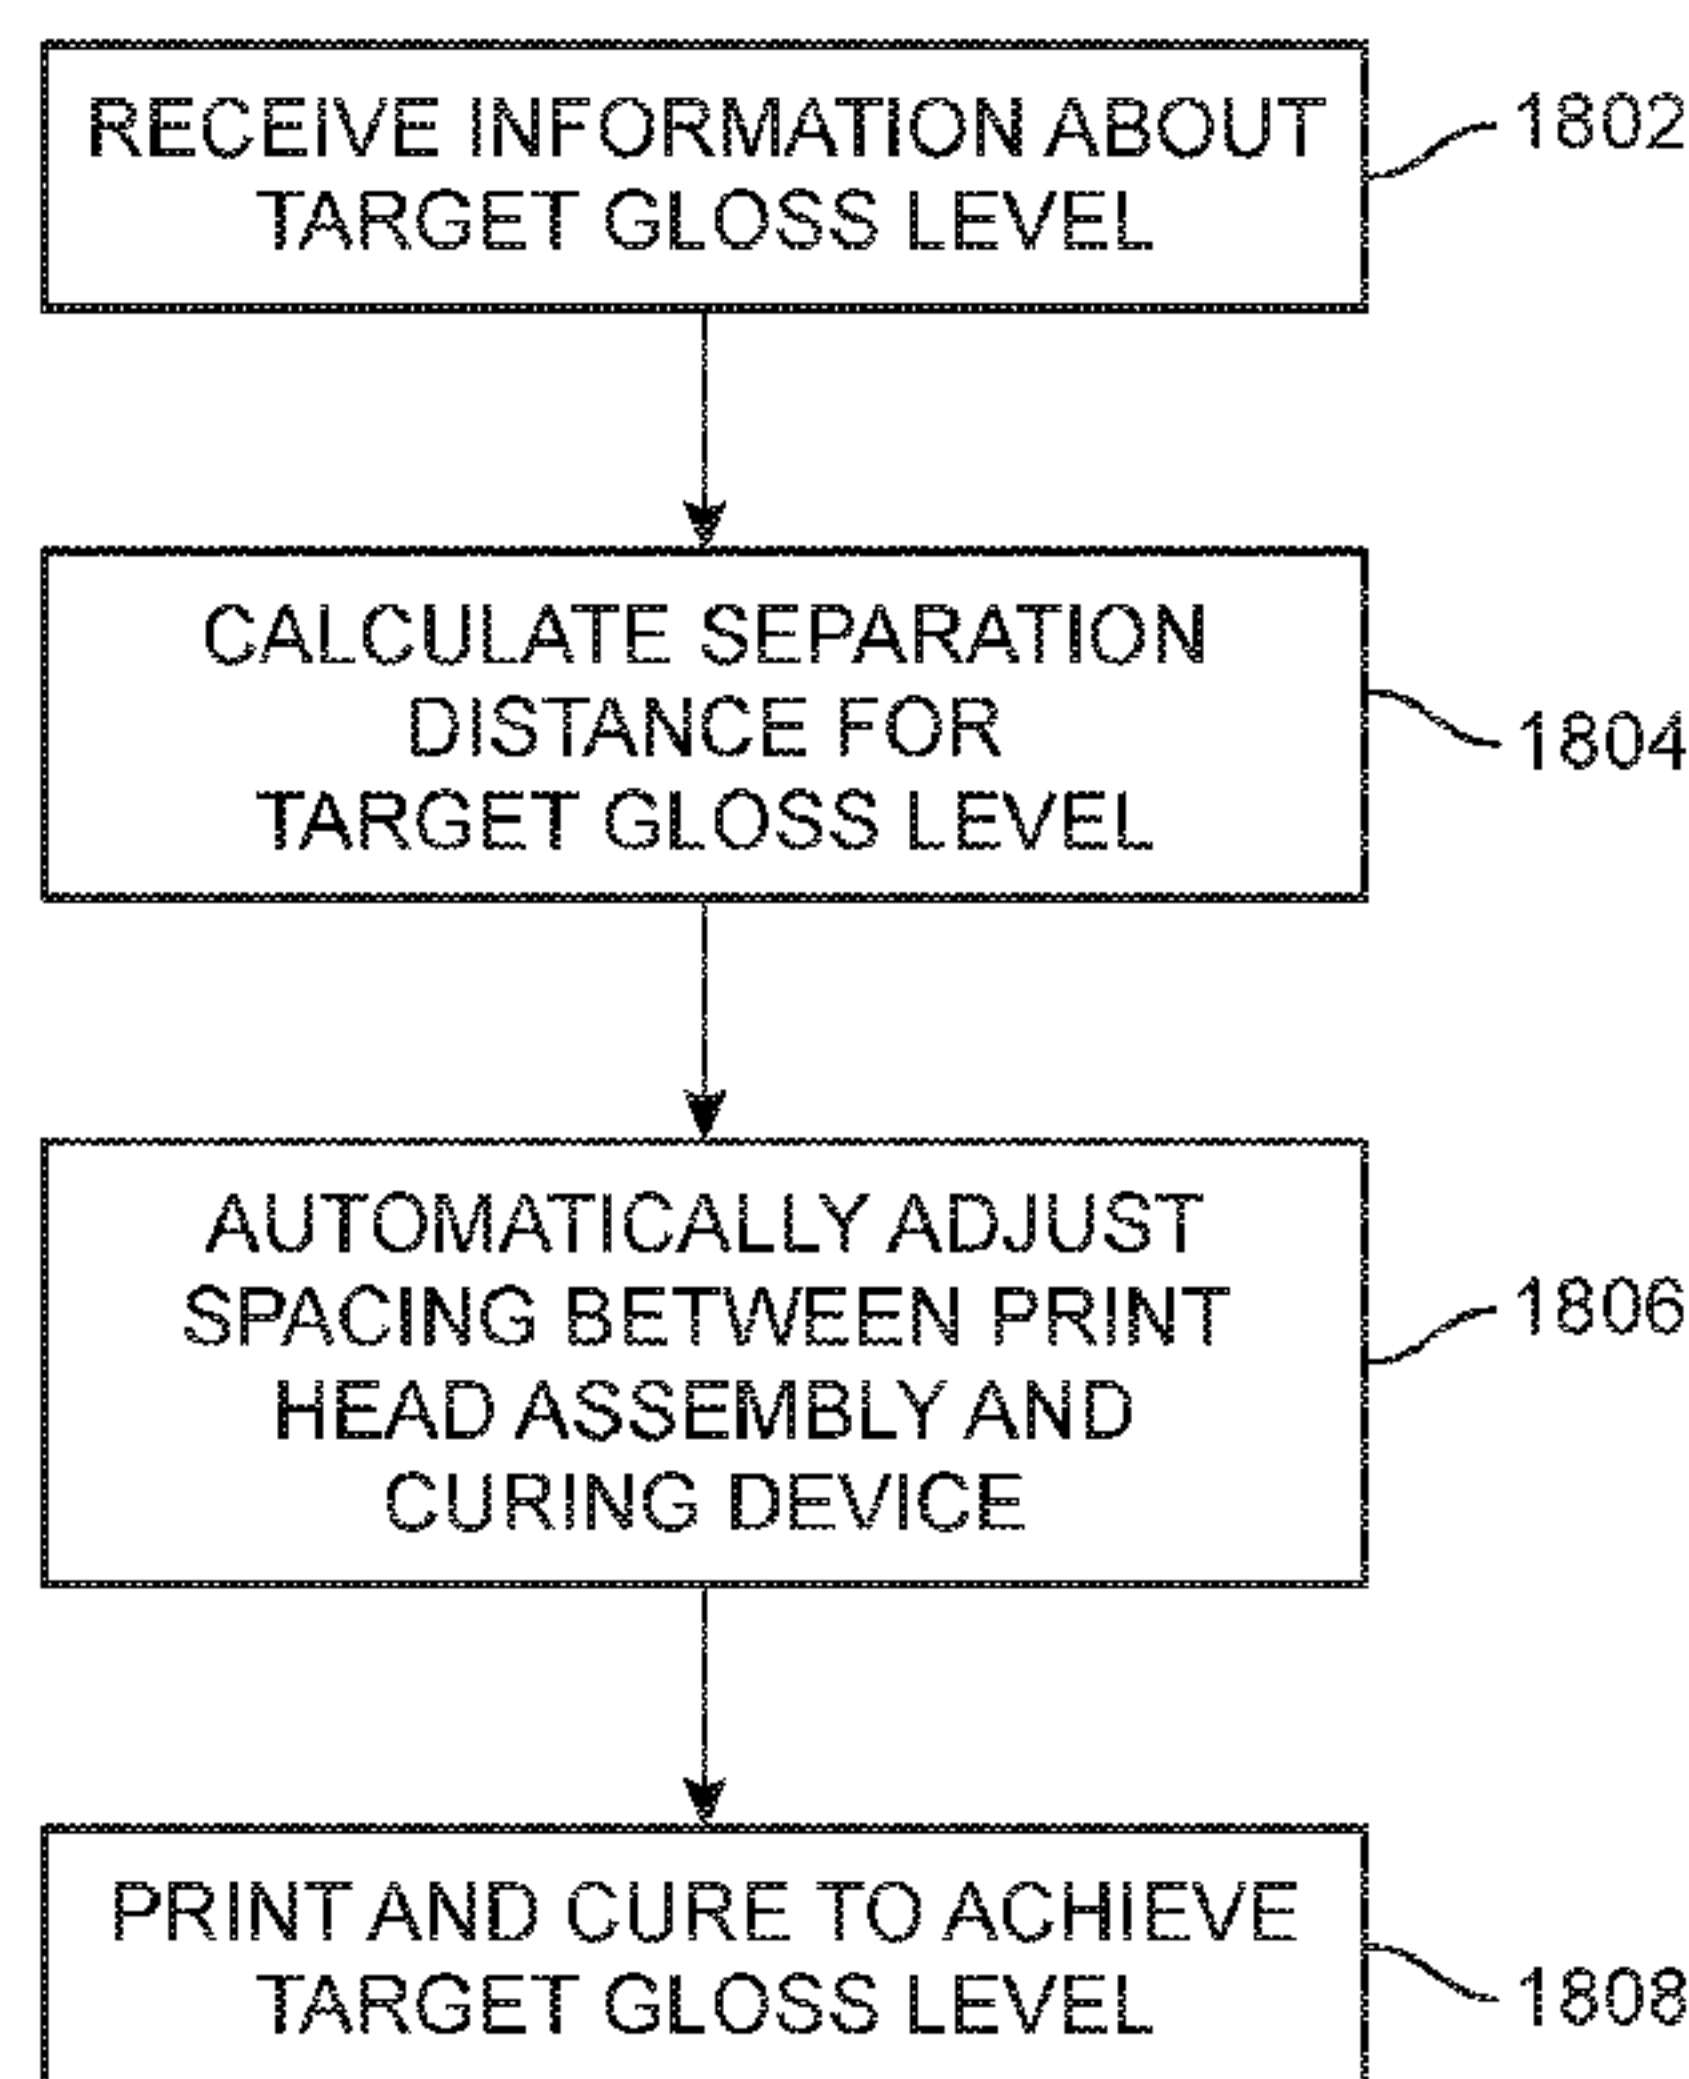 RECEIVE INFORMATION ABOUT
TARGET GLOSS LEVEL
1802
CALCULATE SEPARATION
DISTANCE FOR
TARGET GLOSS LEVEL
1804
AUTOMATICALLY ADJUST
SPACING BETWEEN PRINT
HEAD ASSEMBLY AND
CURING DEVICE
1806
PRINT AND CURE TO ACHIEVE
TARGET GLOSS LEVEL
1808